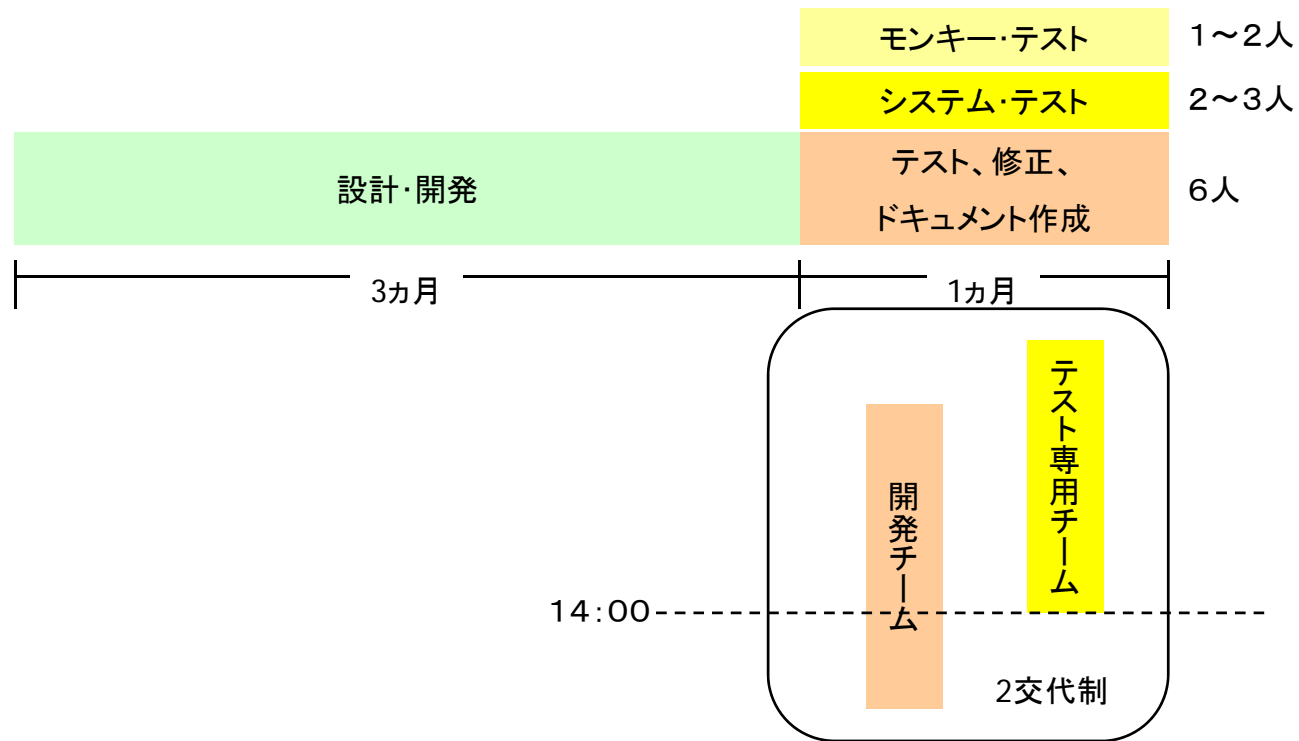 モンキー・テスト
1～2人
システム・テスト
2～3人
設計・開発
テスト、修正、
ドキュメント作成
6人
3ヵ月
1ヵ月
テスト専用チーム
開発チーム
14:00
2交代制